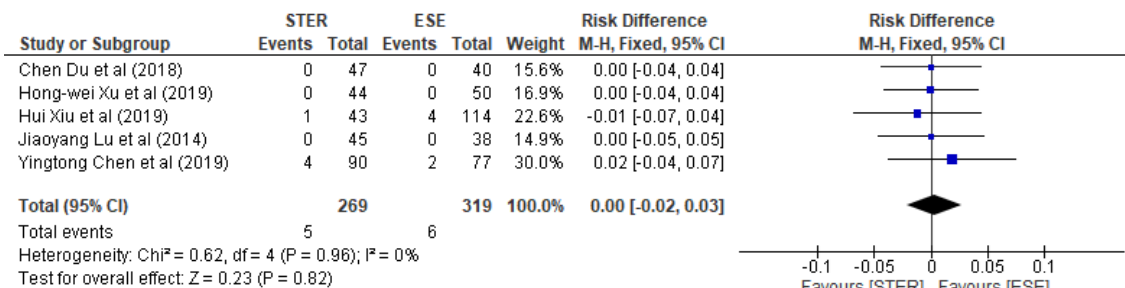 STER ESE Risk Difference Risk Difference
Study or Subgroup Events Total Events Total Weight M-H, Fixed, 95% CI M-H, Fixed, 95% CI
Chen Du et al (2018) 0 47 0 40 15.6% 0.00 [-0.04, 0.04]
Hong-wei Xu et al (2019) 0 44 0 50 16.9% 0.00 [-0.04, 0.04]
Hui Xiu et al (2019) 1 43 4 114 22.6% -0.01 [-0.07, 0.04]
Jiaoyang Lu et al (2014) 0 45 0 38 14.9% 0.00 [-0.05, 0.05]
Yingtong Chen et al (2019) 4 90 2 77 30.0% 0.02 [-0.04, 0.07]
Total (95% CI) 269 319 100.0% 0.00 [-0.02, 0.03]
Total events 5 6
Heterogeneity: Chi² = 0.62, df = 4 (P = 0.96); I² = 0%
Test for overall effect: Z = 0.23 (P = 0.82)
-0.1 -0.05 0 0.05 0.1
Favours [STER] Favours [ESE]